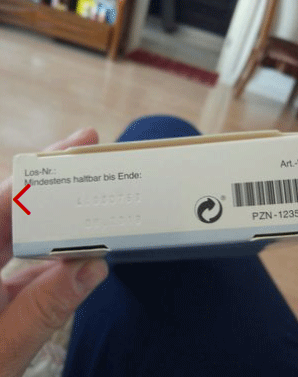 Los-Nr.:
Mindestens haltbar bis Ende:
Art.-
PZN -1235